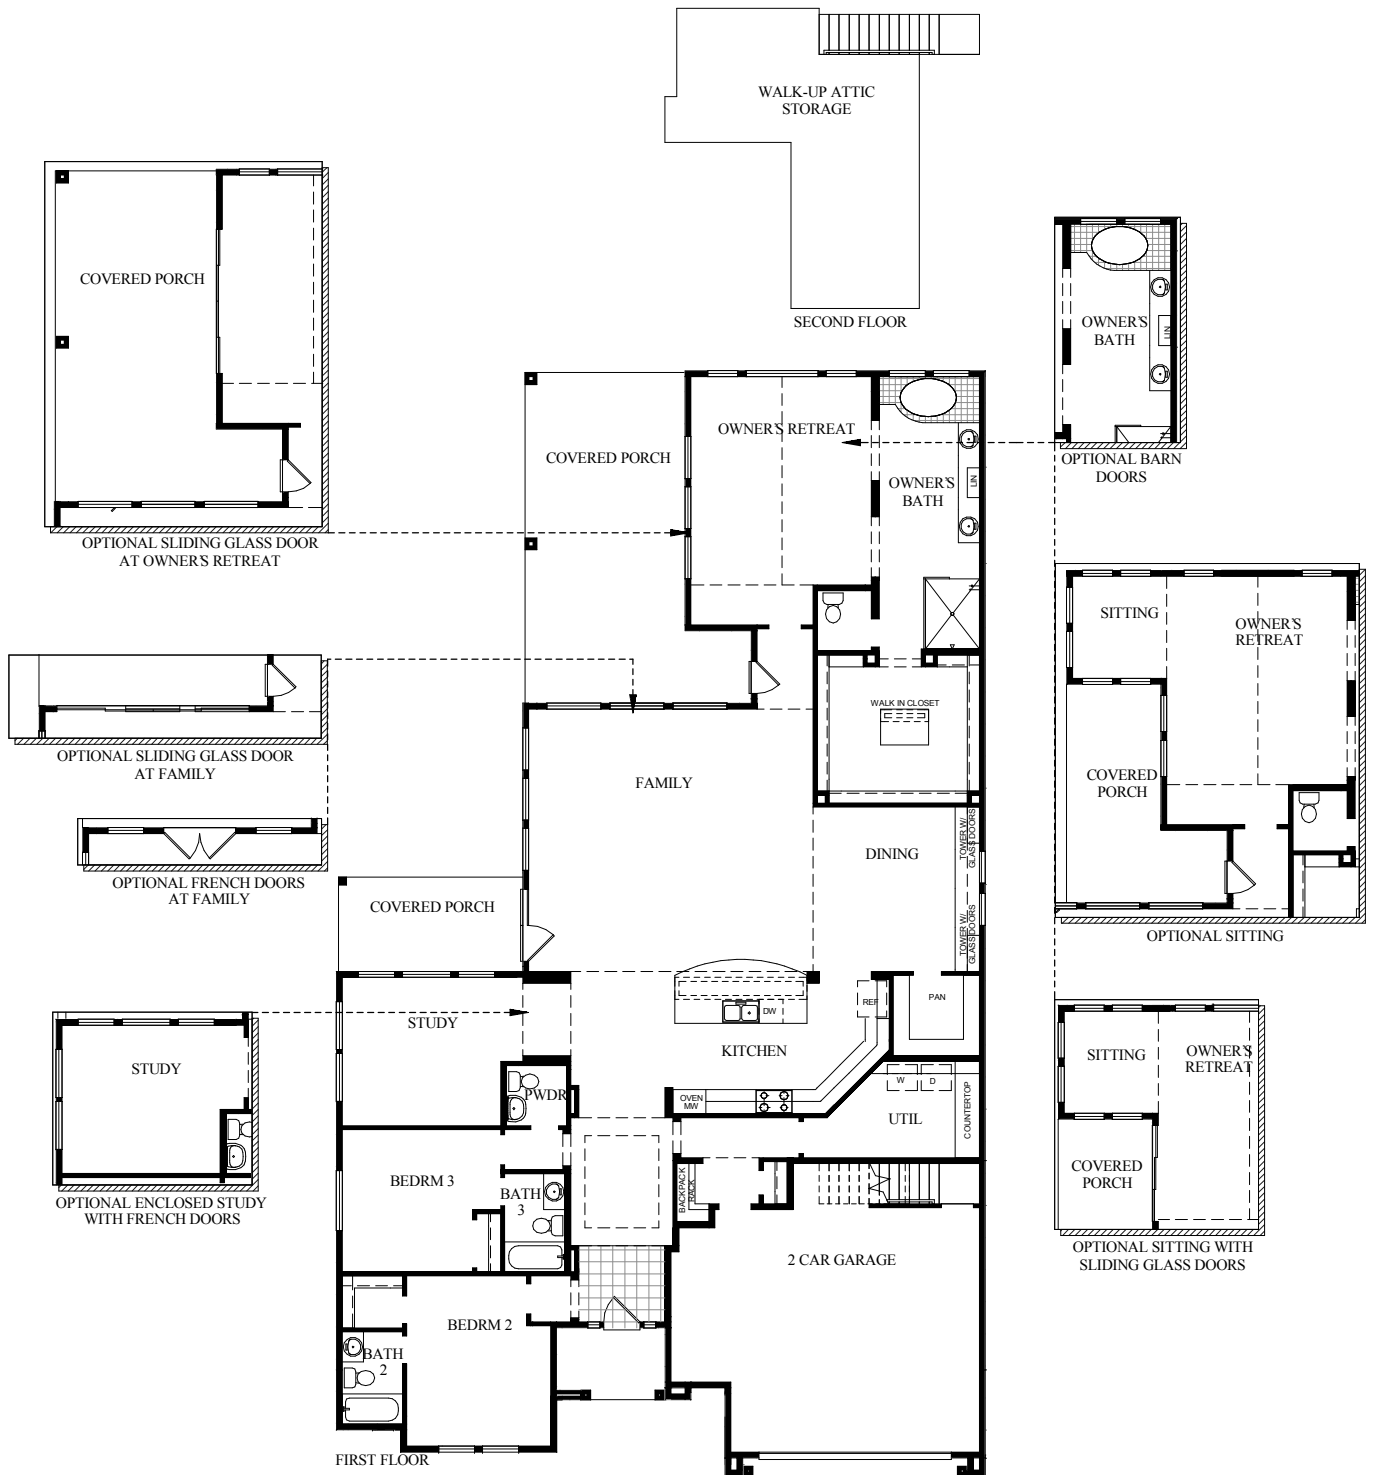 WALK-UP ATTIC
STORAGE
SECOND FLOOR
COVERED PORCH
OPTIONAL SLIDING GLASS DOOR
AT OWNER'S RETREAT
OWNER'S
BATH
LIN
OPTIONAL BARN
DOORS
OWNER'S RETREAT
COVERED PORCH
OWNER'S
BATH
LIN
WALK IN CLOSET
OPTIONAL SLIDING GLASS DOOR
AT FAMILY
OPTIONAL FRENCH DOORS
AT FAMILY
FAMILY
DINING
TOWER W/
GLASS DOORS
TOWER W/
GLASS DOORS
COVERED PORCH
SITTING
OWNER'S
RETREAT
COVERED
PORCH
OPTIONAL SITTING
STUDY
OPTIONAL ENCLOSED STUDY
WITH FRENCH DOORS
STUDY
KITCHEN
DW
REF
PAN
OVEN
MW
W
D
COUNTERTOP
UTIL
PWDR
BEDRM 3
BATH
3
BACKPACK
RACK
2 CAR GARAGE
BEDRM 2
BATH
2
FIRST FLOOR
SITTING
OWNER'S
RETREAT
COVERED
PORCH
OPTIONAL SITTING WITH
SLIDING GLASS DOORS